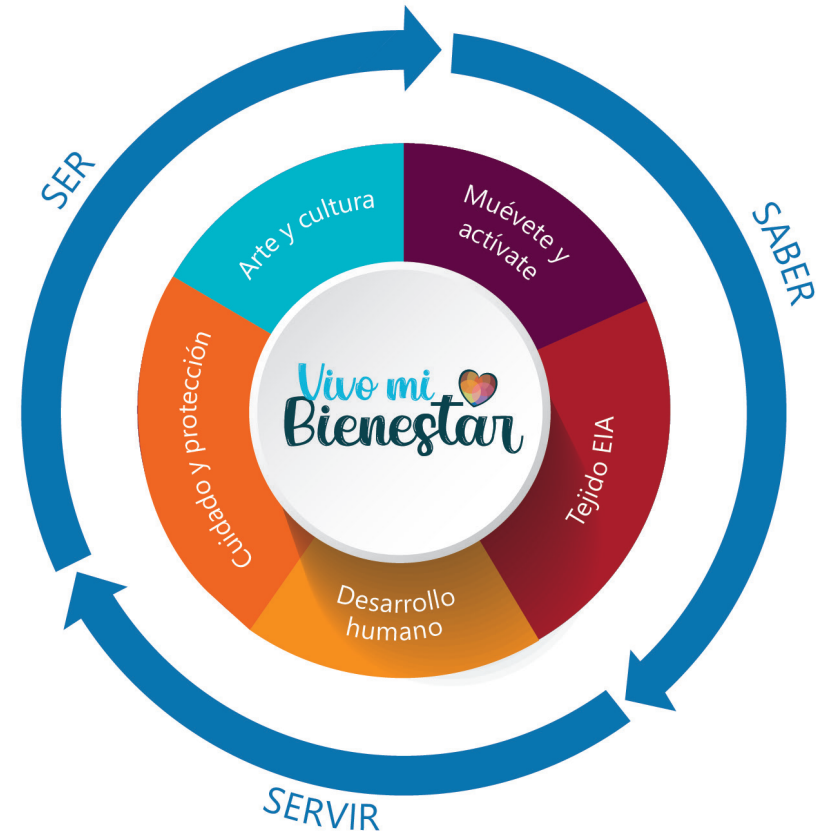 SER
SABER
SERVIR
Arte y cultura
Muévete y
actívate
Tejido EIA
Desarrollo
humano
Cuidado y protección
Vivo mi
Bienestar